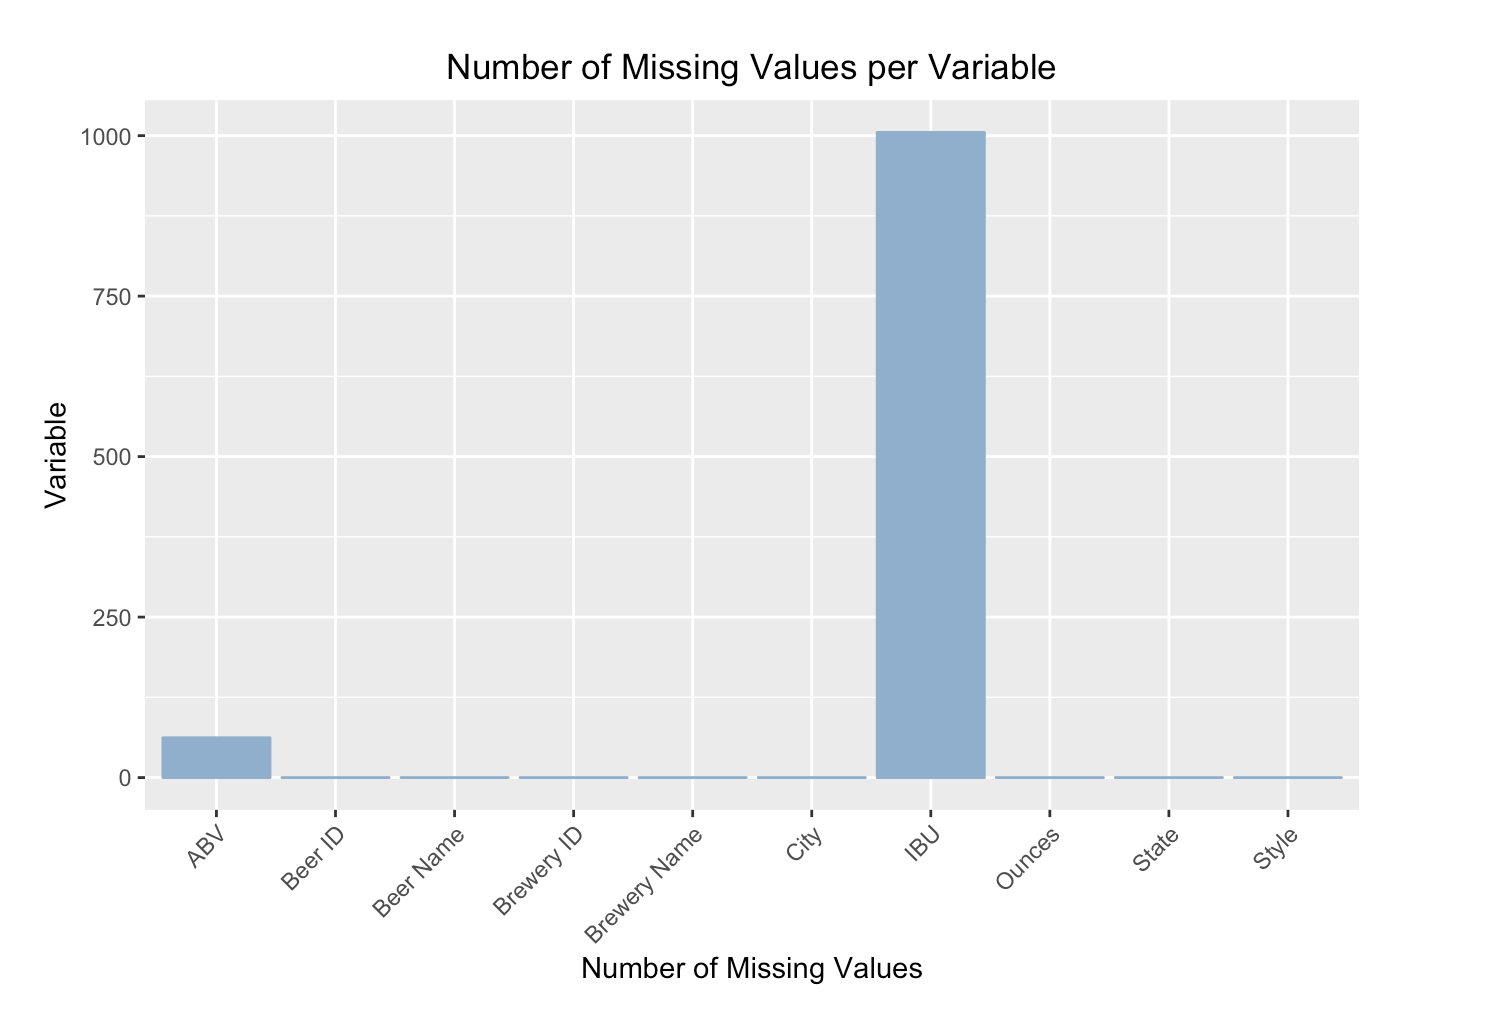 Number of Missing Values per Variable
Variable
1000
750
500
250
0
ABV
Beer ID
Beer Name
Brewery ID
Brewery Name
City
IBU
Ounces
State
Style
Number of Missing Values